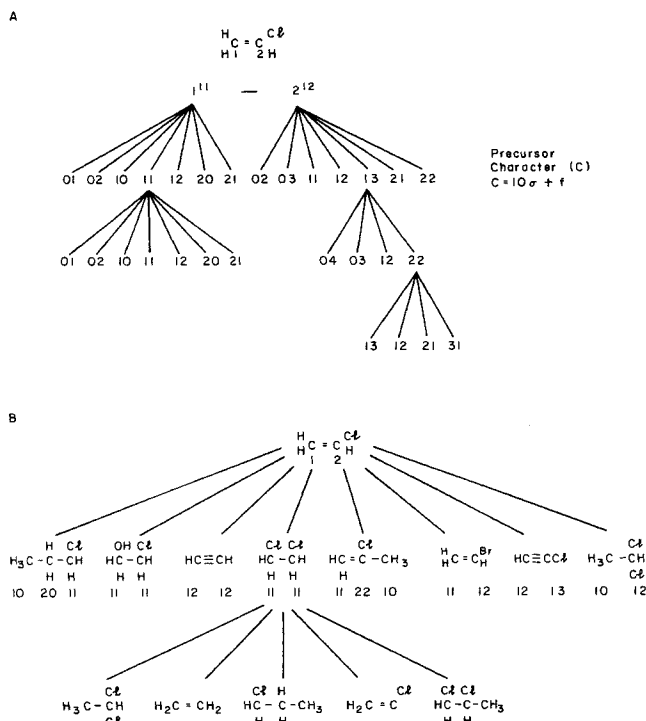 A
H Cl
C = C
H 1 2 H
1¹¹ — 2¹²
01 02 10 11 12 20 21 02 03 11 12 13 21 22
Precursor
Character (C)
C = 10σ + f
01 02 10 11 12 20 21 04 03 12 22
13 12 21 31
B
H Cl
C = C
H 1 2 H
H Cl
H₃C-C-CH
H H
OH Cl
HC-CH
H H
HC≡CH
Cl Cl
HC-CH
H H
Cl
HC=C-CH₃
H
H Br
C=C
H H
HC≡CCl
Cl
H₃C-CH
Cl
10 20 11 11 11 12 12 11 11 11 22 10 11 12 12 13 10 12
Cl
H₃C-CH
Cl
H₂C=CH₂
Cl H
HC-C-CH₃
H H
Cl
H₂C=C
H
Cl Cl
HC-C-CH₃
H H